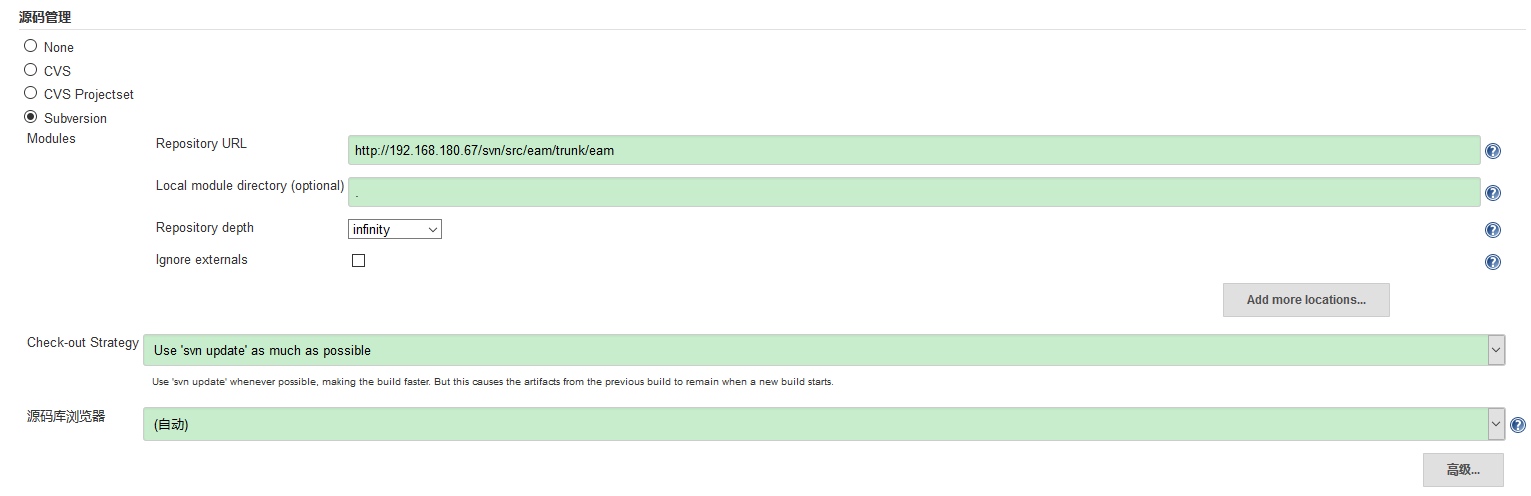 源码管理
None
CVS
CVS Projectset
Subversion
Modules
Repository URL
http://192.168.180.67/svn/src/eam/trunk/eam
Local module directory (optional)
.
Repository depth
infinity
Ignore externals
Add more locations...
Check-out Strategy
Use 'svn update' as much as possible
Use 'svn update' whenever possible, making the build faster. But this causes the artifacts from the previous build to remain when a new build starts.
源码库浏览器
(自动)
高级...